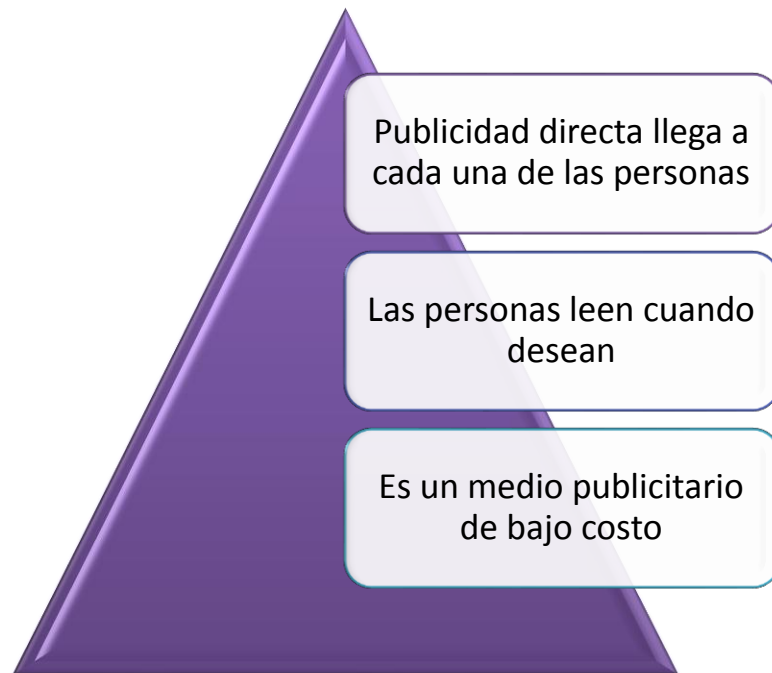 Publicidad directa llega a
cada una de las personas
Las personas leen cuando
desean
Es un medio publicitario
de bajo costo